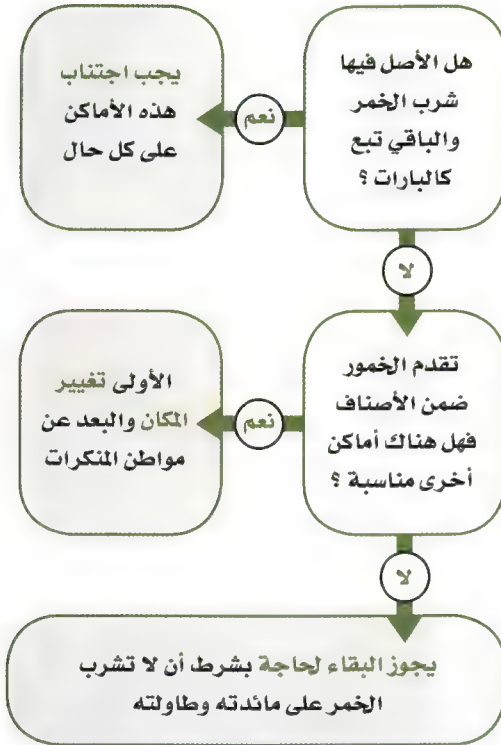 هل الأصل فيها
شرب الخمر
والباقي تبع
كالبارات ؟
نعم
يجب اجتناب
هذه الأماكن
على كل حال
لا
تقدم الخمور
ضمن الأصناف
فهل هناك أماكن
أخرى مناسبة ؟
نعم
الأولى تغيير
المكان والبعد عن
مواطن المنكرات
لا
يجوز البقاء لحاجة بشرط أن لا تشرب
الخمر على مائدته وطاولته